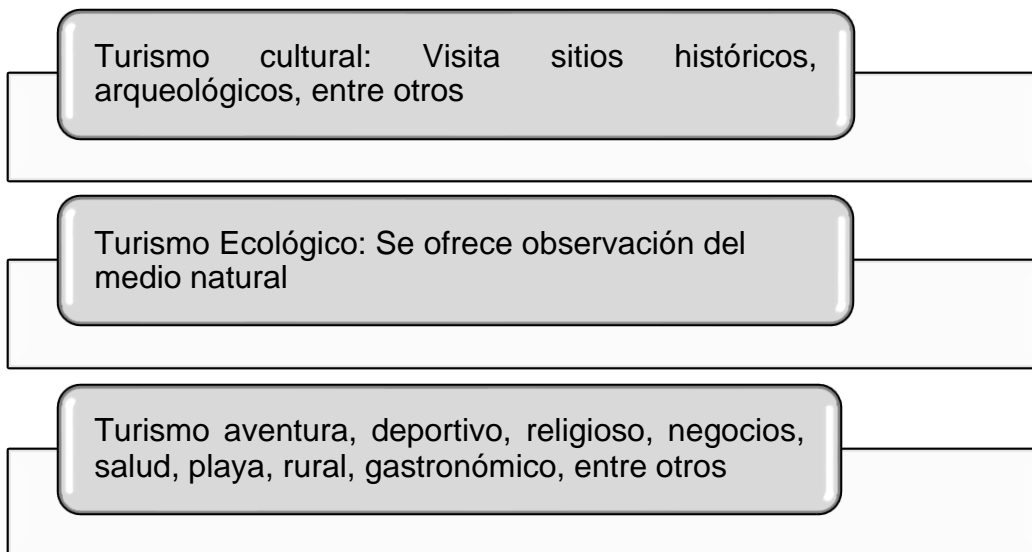 Turismo cultural: Visita sitios históricos,
arqueológicos, entre otros
Turismo Ecológico: Se ofrece observación del
medio natural
Turismo aventura, deportivo, religioso, negocios,
salud, playa, rural, gastronómico, entre otros